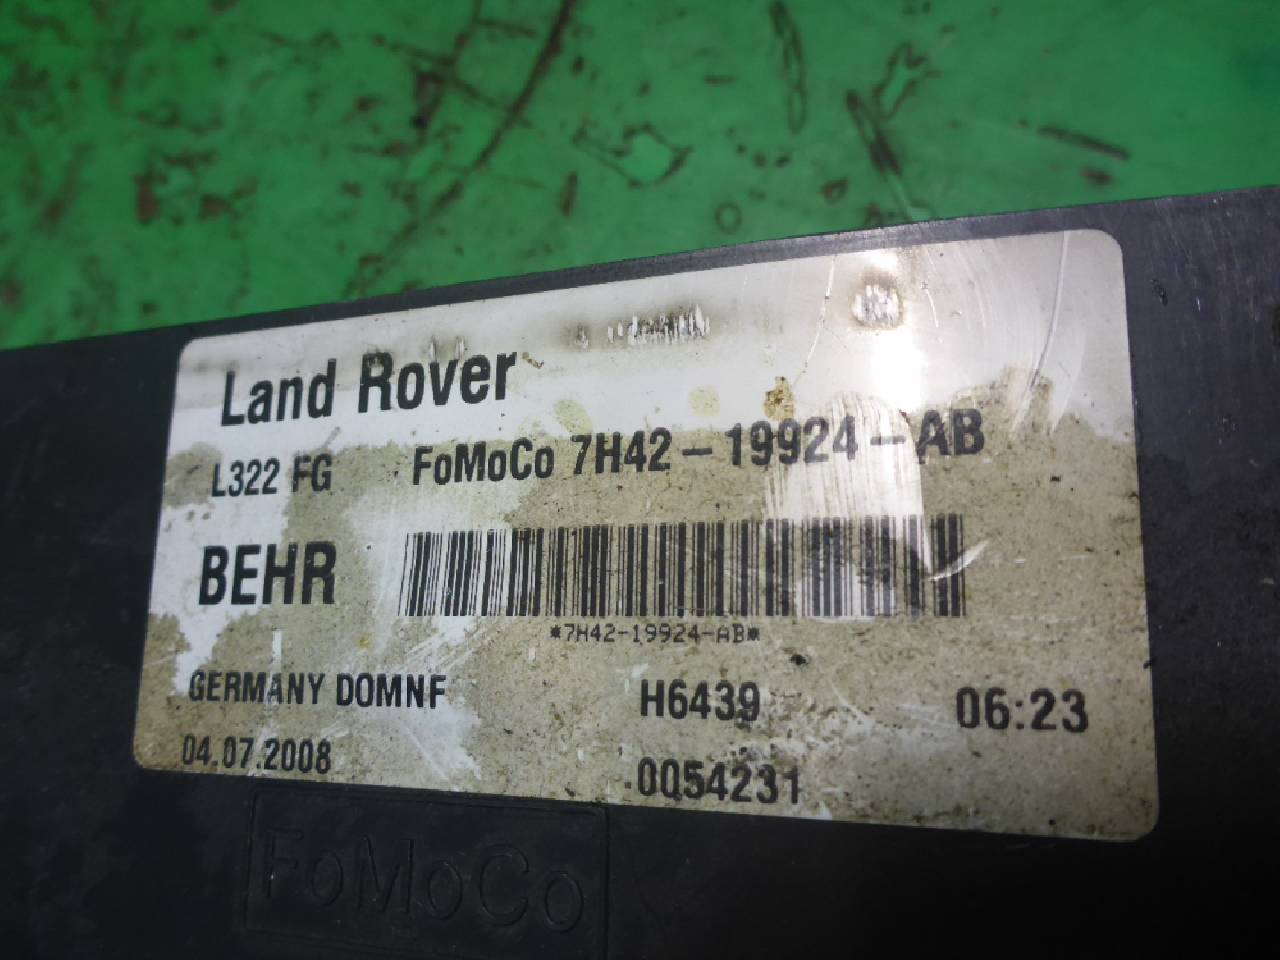 Land Rover
L322 FG FoMoCo 7H42-19924-AB
BEHR
*7H42-19924-AB*
GERMANY DOMNF H6439 06:23
04.07.2008 0054231
FoMoCo